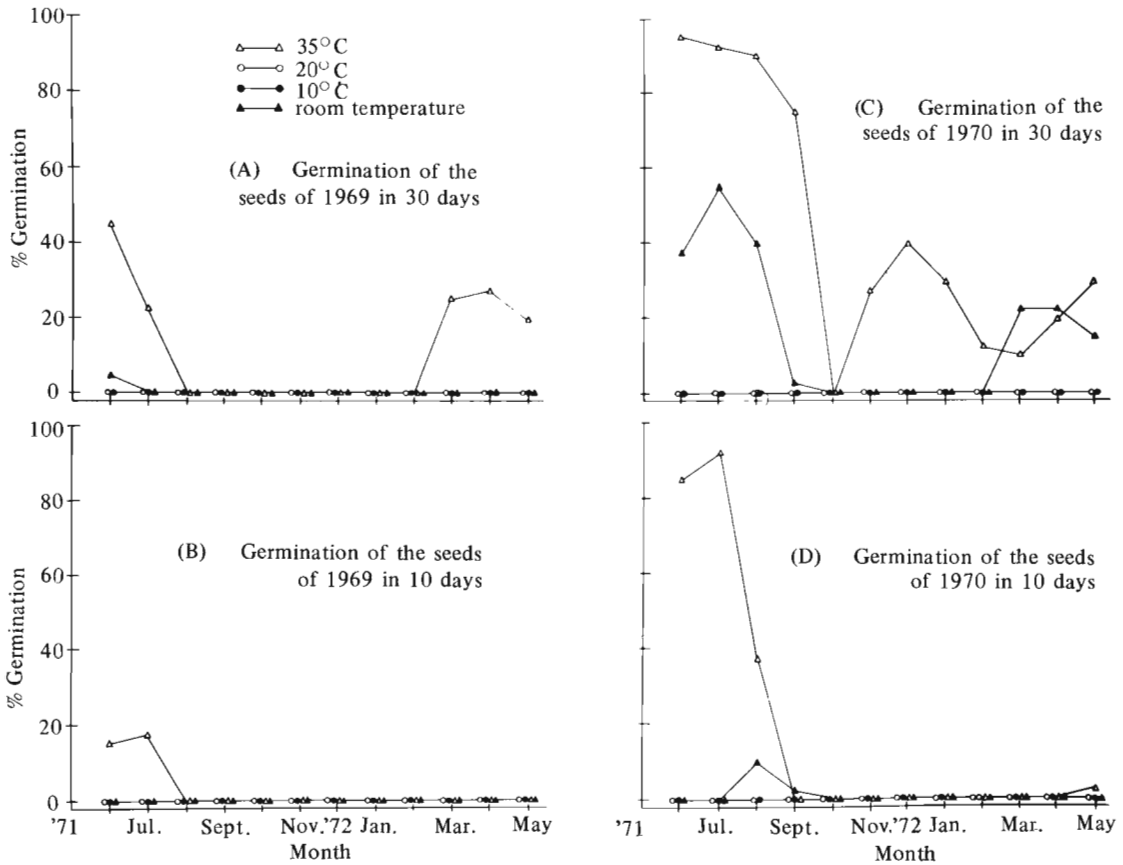 100
80
60
40
20
0
% Germination
35° C
20° C
10° C
room temperature
(A) Germination of the
seeds of 1969 in 30 days
(C) Germination of the
seeds of 1970 in 30 days
100
80
60
40
20
0
% Germination
(B) Germination of the seeds
of 1969 in 10 days
(D) Germination of the seeds
of 1970 in 10 days
'71 Jul. Sept. Nov. '72 Jan. Mar. May
Month
'71 Jul. Sept. Nov. '72 Jan. Mar. May
Month